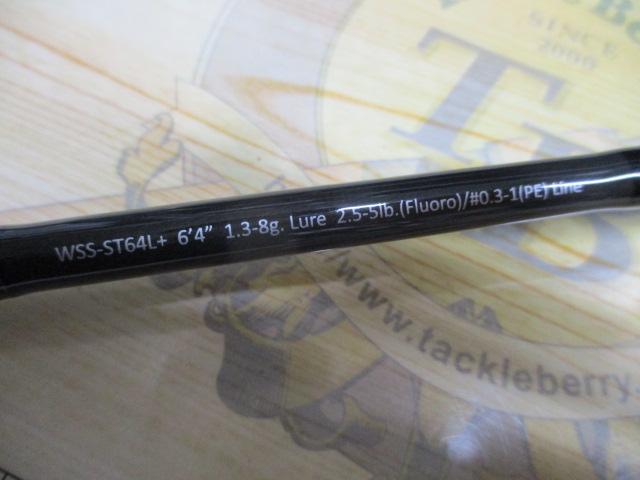 SINCE
2000
TB
WSS-ST64L+ 6'4" 1.3-8g. Lure 2.5-5lb.(Fluoro)/#0.3-1(PE) Line
www.tackleberry.